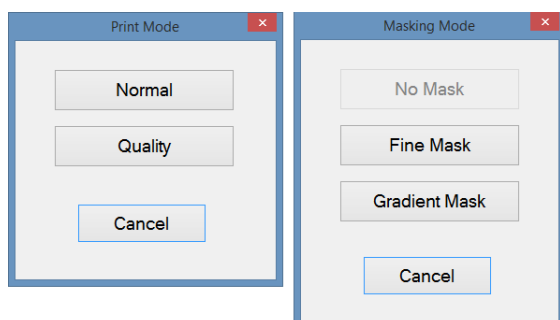 Print Mode
Normal
Quality
Cancel
Masking Mode
No Mask
Fine Mask
Gradient Mask
Cancel